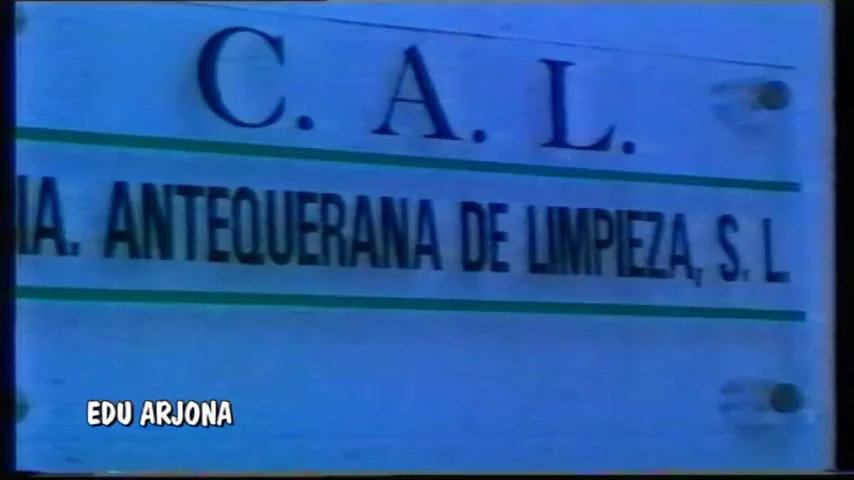 C. A. L.
IA. ANTEQUERANA DE LIMPIEZA, S. L.
EDU ARJONA